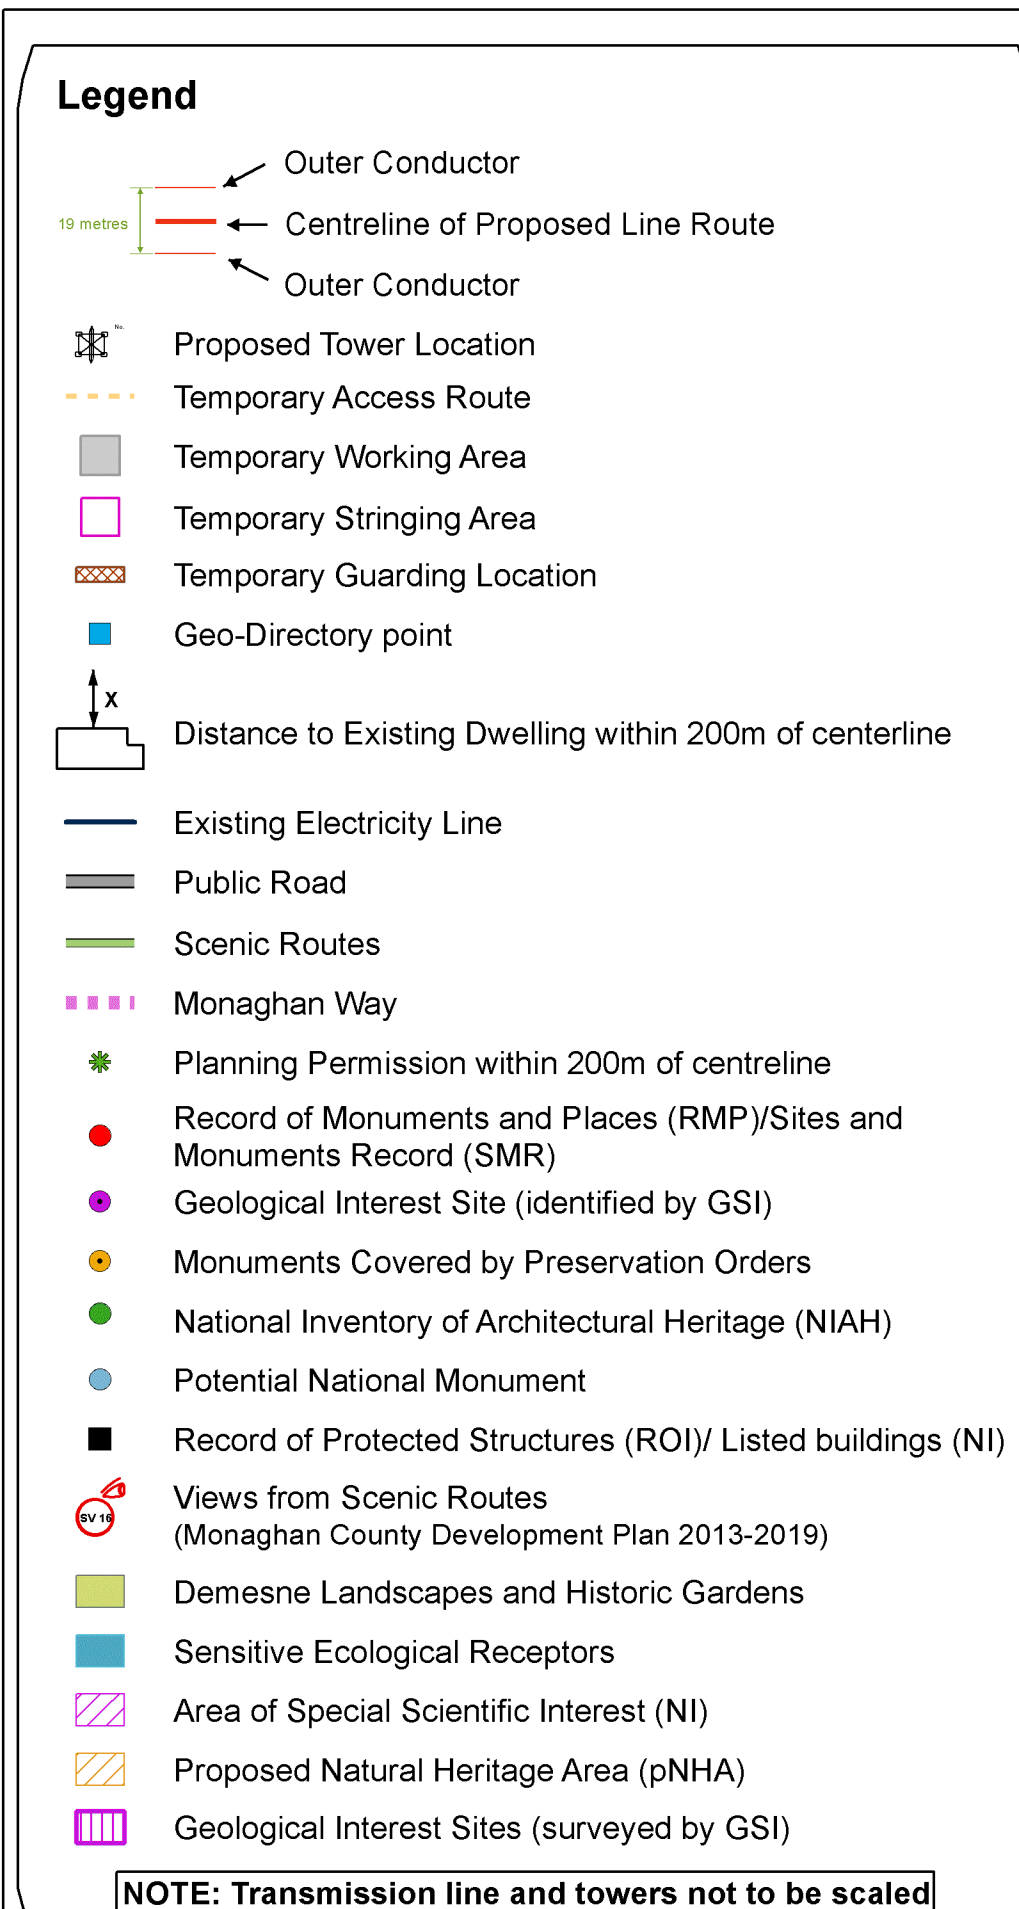 Legend
Outer Conductor
19 metres
Centreline of Proposed Line Route
Outer Conductor
No.
Proposed Tower Location
Temporary Access Route
Temporary Working Area
Temporary Stringing Area
Temporary Guarding Location
Geo-Directory point
X
Distance to Existing Dwelling within 200m of centerline
Existing Electricity Line
Public Road
Scenic Routes
Monaghan Way
Planning Permission within 200m of centreline
Record of Monuments and Places (RMP)/Sites and
Monuments Record (SMR)
Geological Interest Site (identified by GSI)
Monuments Covered by Preservation Orders
National Inventory of Architectural Heritage (NIAH)
Potential National Monument
Record of Protected Structures (ROI)/ Listed buildings (NI)
Views from Scenic Routes
SV 16
(Monaghan County Development Plan 2013-2019)
Demesne Landscapes and Historic Gardens
Sensitive Ecological Receptors
Area of Special Scientific Interest (NI)
Proposed Natural Heritage Area (pNHA)
Geological Interest Sites (surveyed by GSI)
NOTE: Transmission line and towers not to be scaled